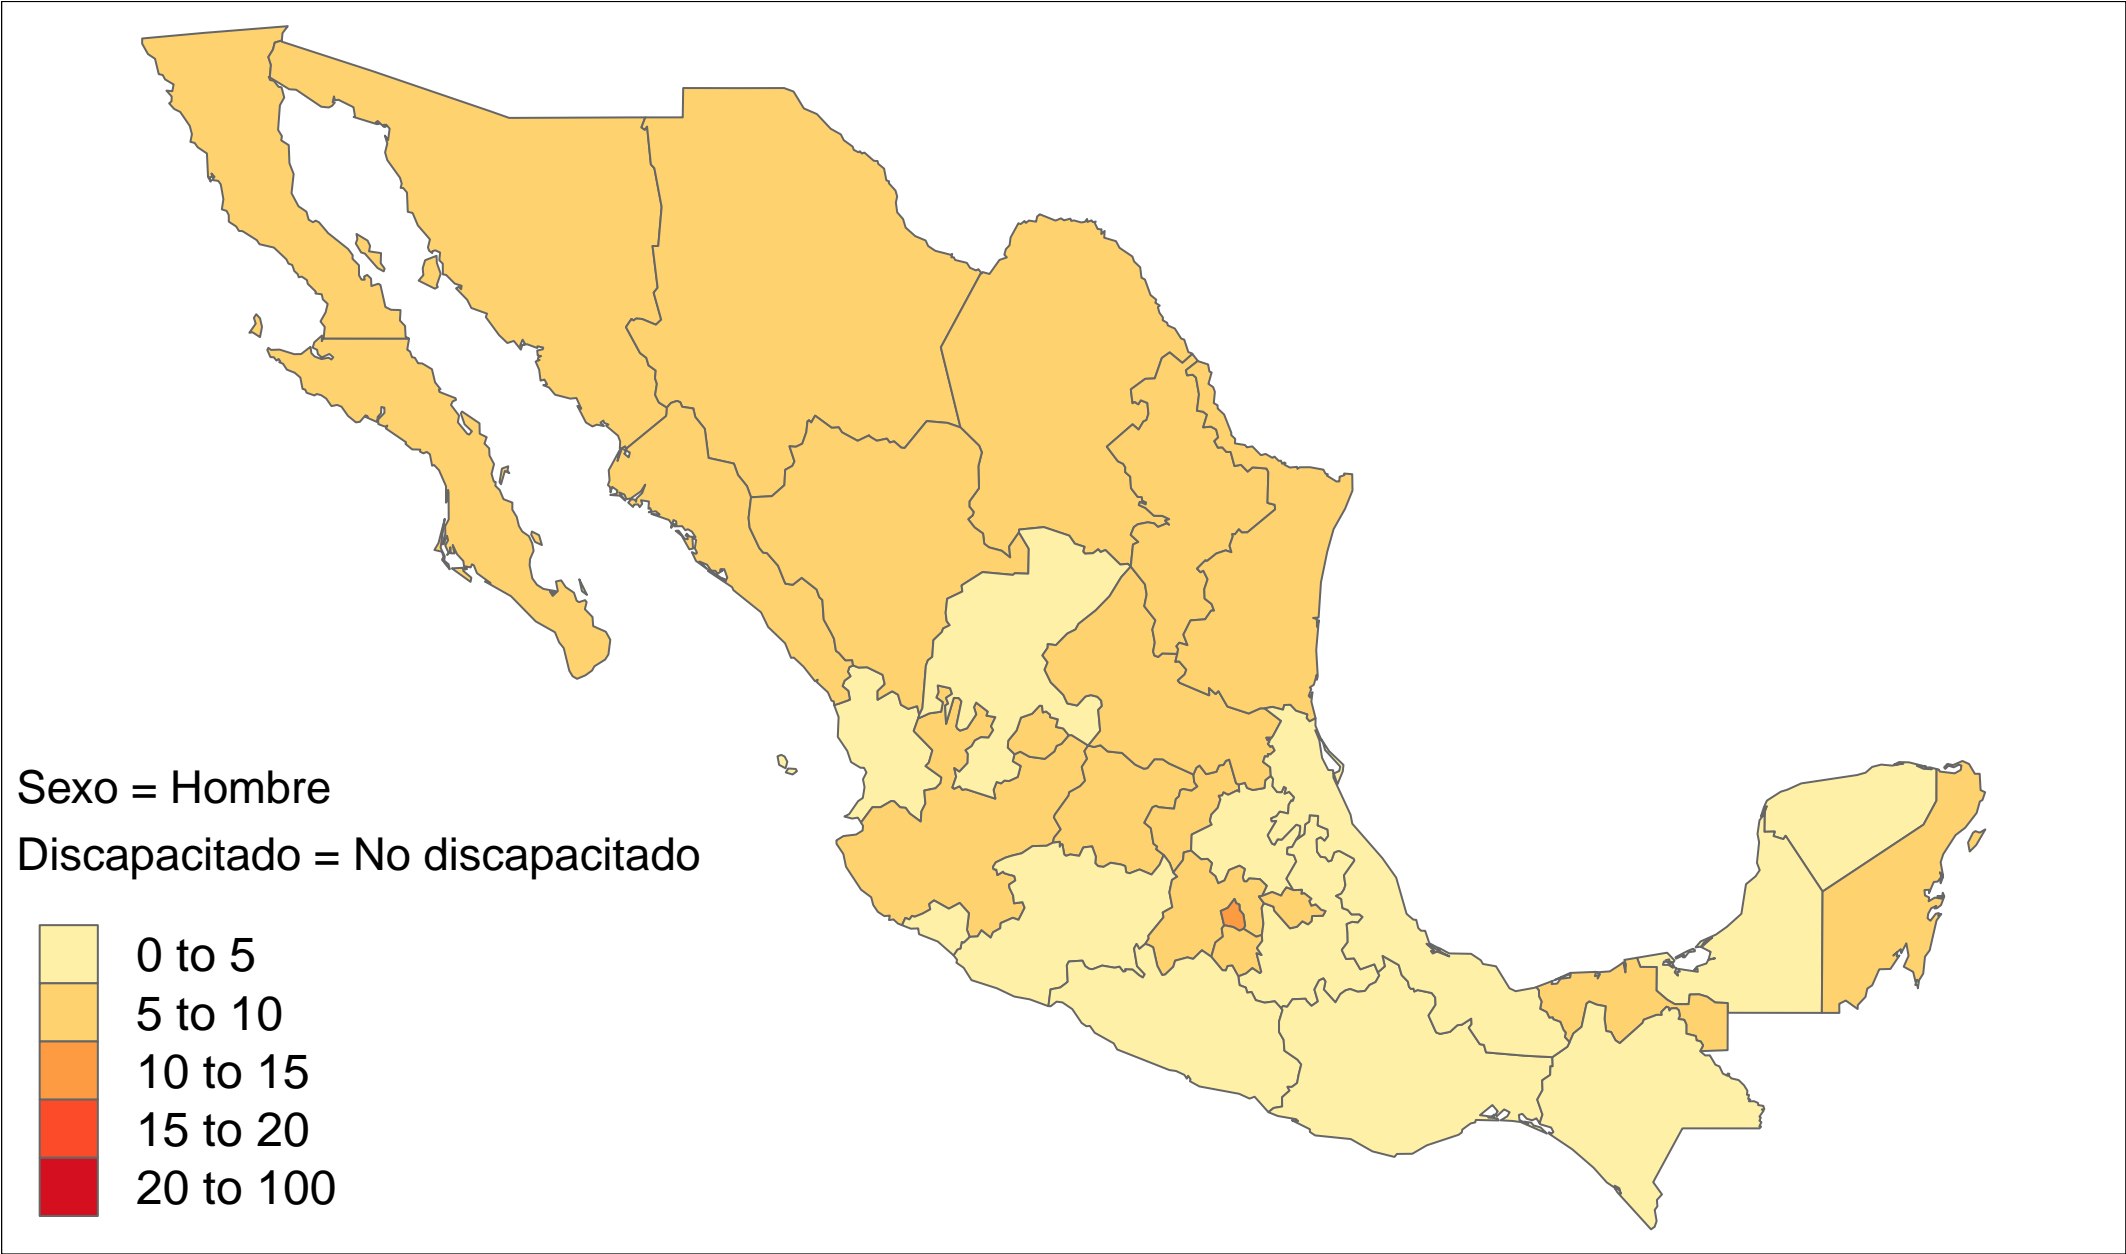 Sexo = Hombre
Discapacitado = No discapacitado
0 to 5
5 to 10
10 to 15
15 to 20
20 to 100